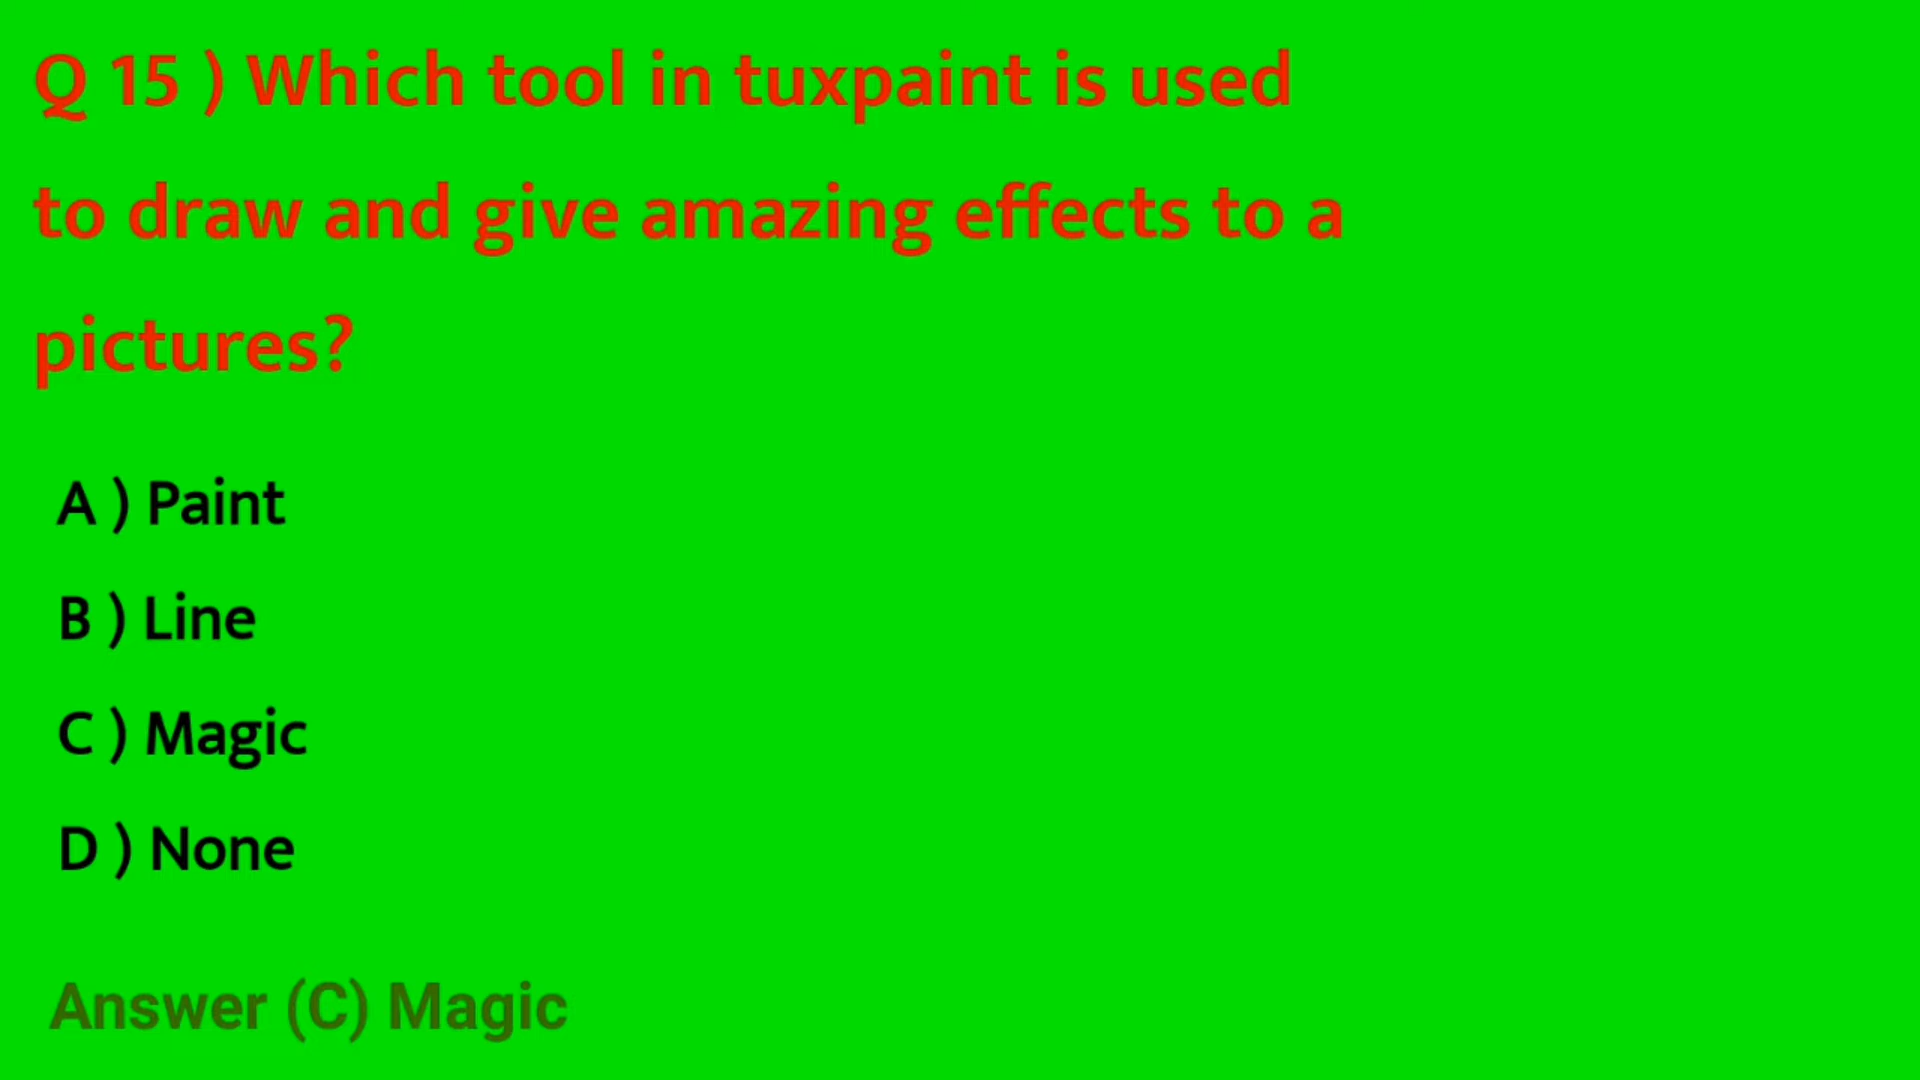 Q 15 ) Which tool in tuxpaint is used
to draw and give amazing effects to a
pictures?
A ) Paint
B ) Line
C ) Magic
D ) None
Answer (C) Magic